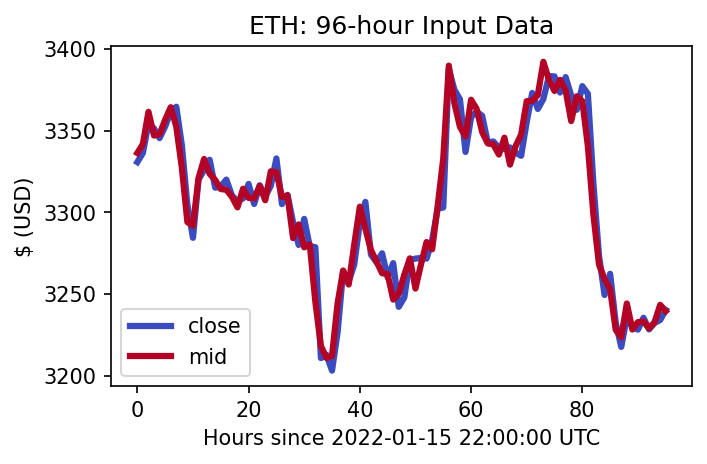 ETH: 96-hour Input Data
$ (USD)
3400
3350
3300
3250
3200
close
mid
0 20 40 60 80
Hours since 2022-01-15 22:00:00 UTC